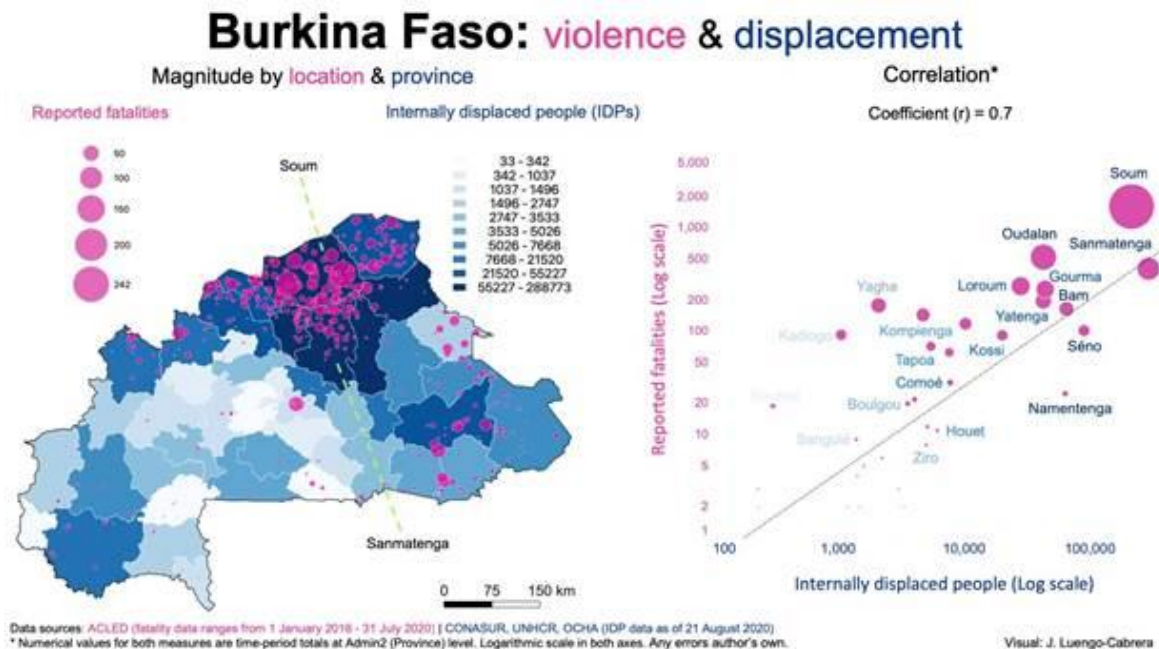 Burkina Faso: violence & displacement
Magnitude by location & province
Correlation*
Reported fatalities
Internally displaced people (IDPs)
Coefficient (r) = 0.7
50
100
150
200
242
Soum
33 - 342
342 - 1037
1037 - 1496
1496 - 2747
2747 - 3533
3533 - 5026
5026 - 7668
7668 - 21520
21520 - 55227
55227 - 288773
Sanmatenga
0 75 150 km
Reported fatalities (Log scale)
5,000
2,000
1,000
500
200
100
50
20
10
5
2
1
Soum
Oudalan
Sanmatenga
Gourma
Loroum
Bam
Yagha
Yatenga
Kompienga
Kadiogo
Kossi
Séno
Tapoa
Comoé
Namentenga
Boulgou
Houet
Sanguié
Ziro
100 1,000 10,000 100,000
Internally displaced people (Log scale)
Data sources: ACLED (fatality data ranges from 1 January 2018 - 31 July 2020) | CONASUR, UNHCR, OCHA (IDP data as of 21 August 2020)
* Numerical values for both measures are time-period totals at Admin2 (Province) level. Logarithmic scale in both axes. Any errors author's own.
Visual: J. Luengo-Cabrera